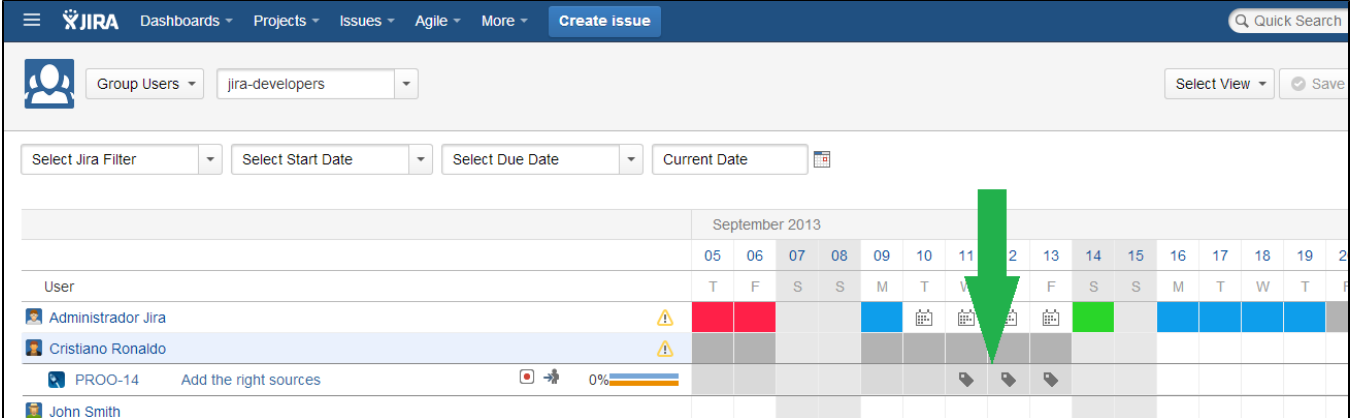 JIRA Dashboards Projects Issues Agile More Create issue Quick Search
Group Users jira-developers Select View Save
Select Jira Filter Select Start Date Select Due Date Current Date
September 2013
05 06 07 08 09 10 11 2 13 14 15 16 17 18 19 2
User T F S S M T W F S S M T W T F
Administrador Jira
Cristiano Ronaldo
PROO-14 Add the right sources 0%
John Smith